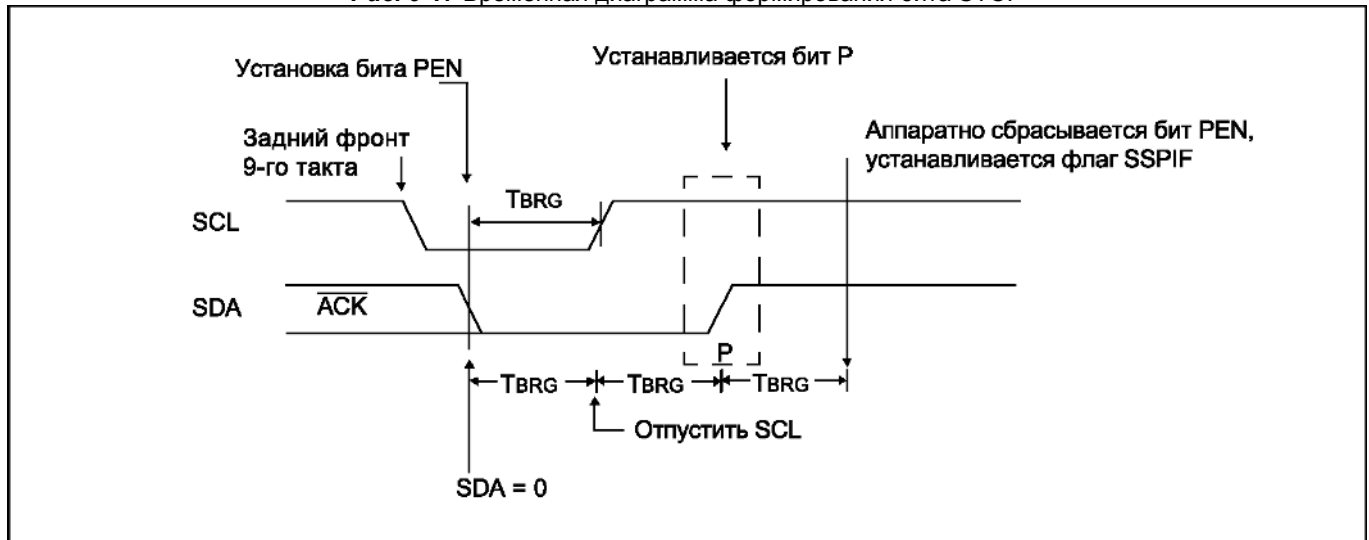 Установка бита PEN
Устанавливается бит P
Задний фронт
9-го такта
Аппаратно сбрасывается бит PEN,
устанавливается флаг SSPIF
TBRG
SCL
SDA
ACK
P
TBRG
TBRG
TBRG
Отпустить SCL
SDA = 0